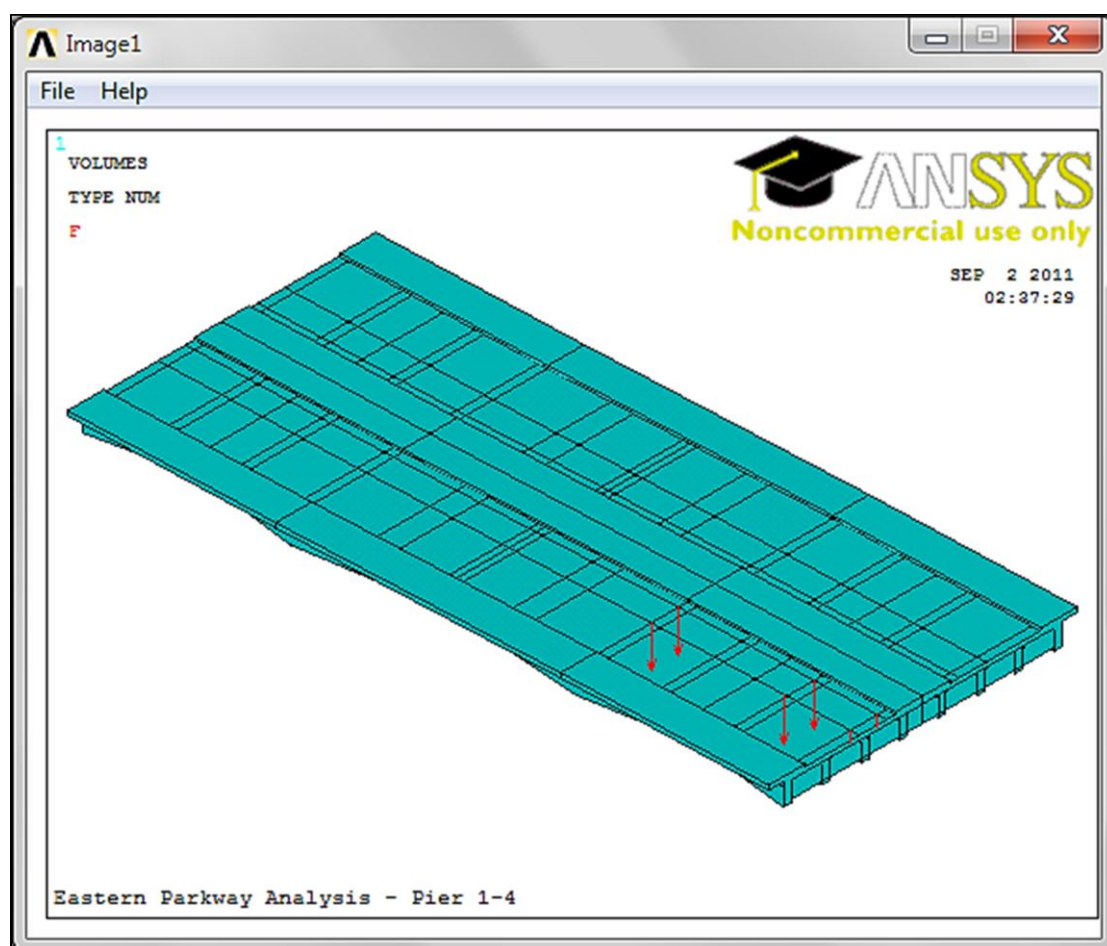 Image1
File Help
1
VOLUMES
TYPE NUM
F
ANSYS
Noncommercial use only
SEP 2 2011
02:37:29
Eastern Parkway Analysis - Pier 1-4